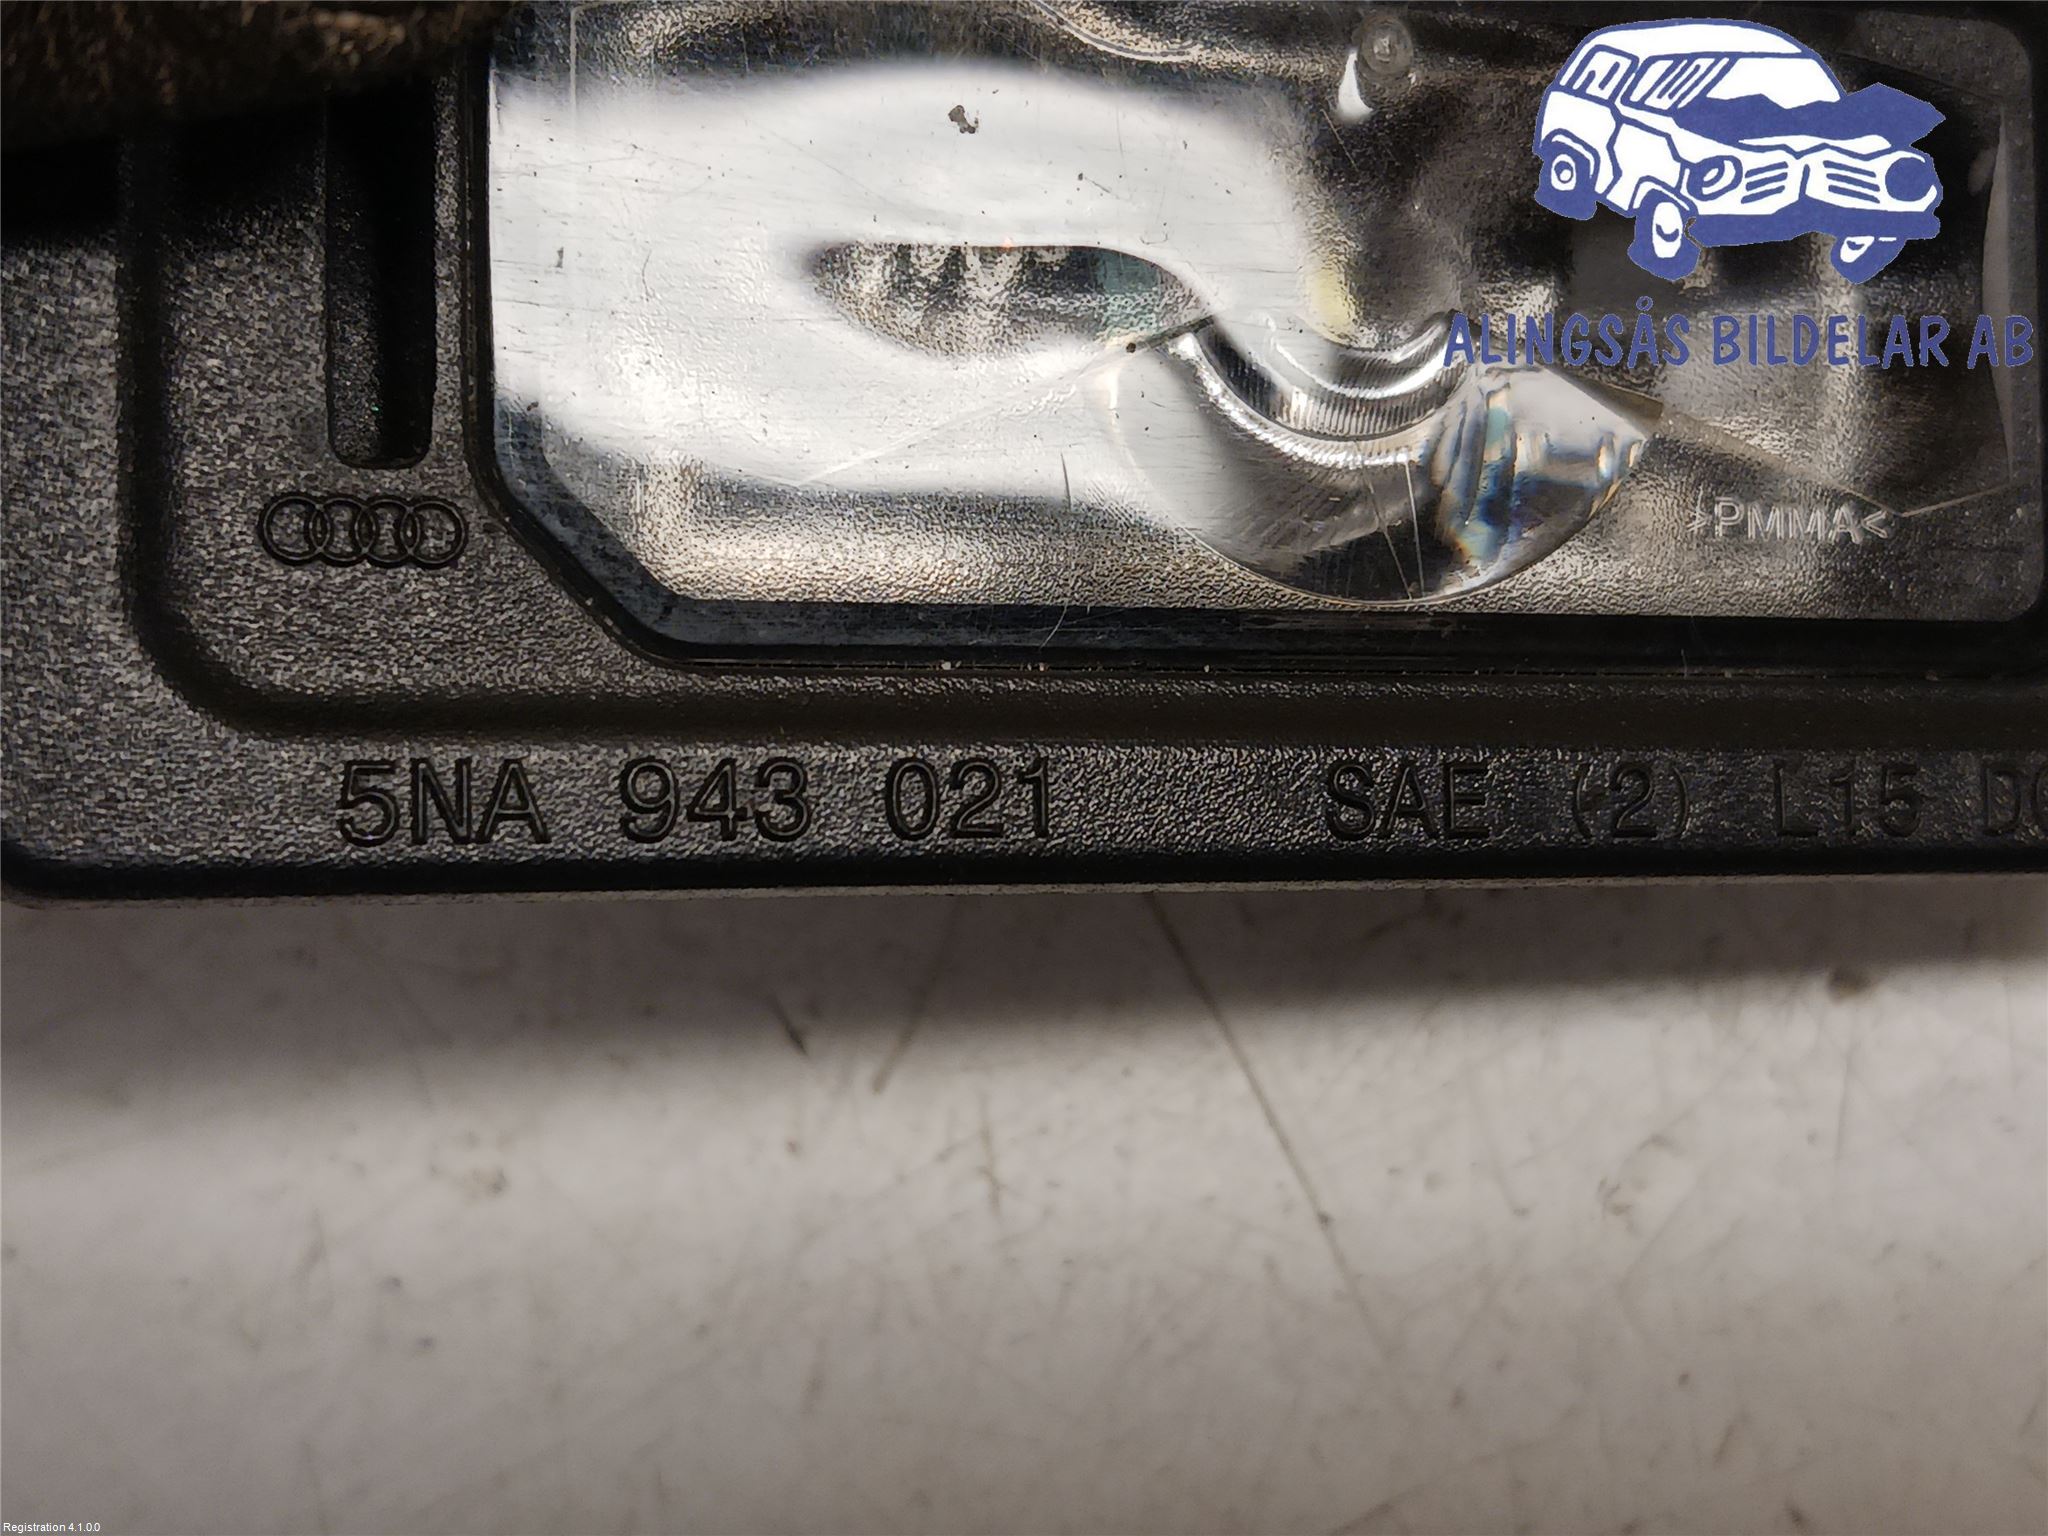 ALINGSÅS BILDELAR AB
>PMMA<
5NA 943 021 SAE (2) L15
Registration 4.1.0.0